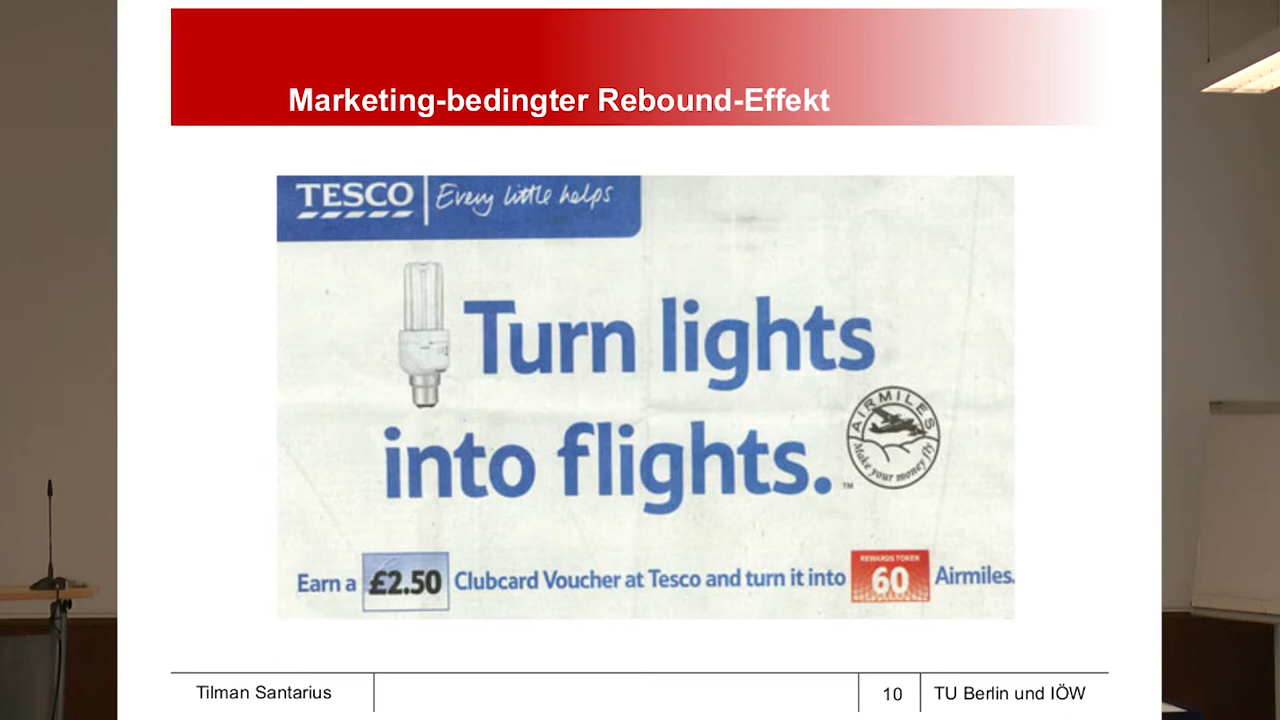 Marketing-bedingter Rebound-Effekt
TESCO
Every little helps
Turn lights
into flights.
AIRMILES
Make your money fly
TM
Earn a £2.50 Clubcard Voucher at Tesco and turn it into REWARDS TOKEN 60 Airmiles.
Tilman Santarius
10
TU Berlin und IÖW